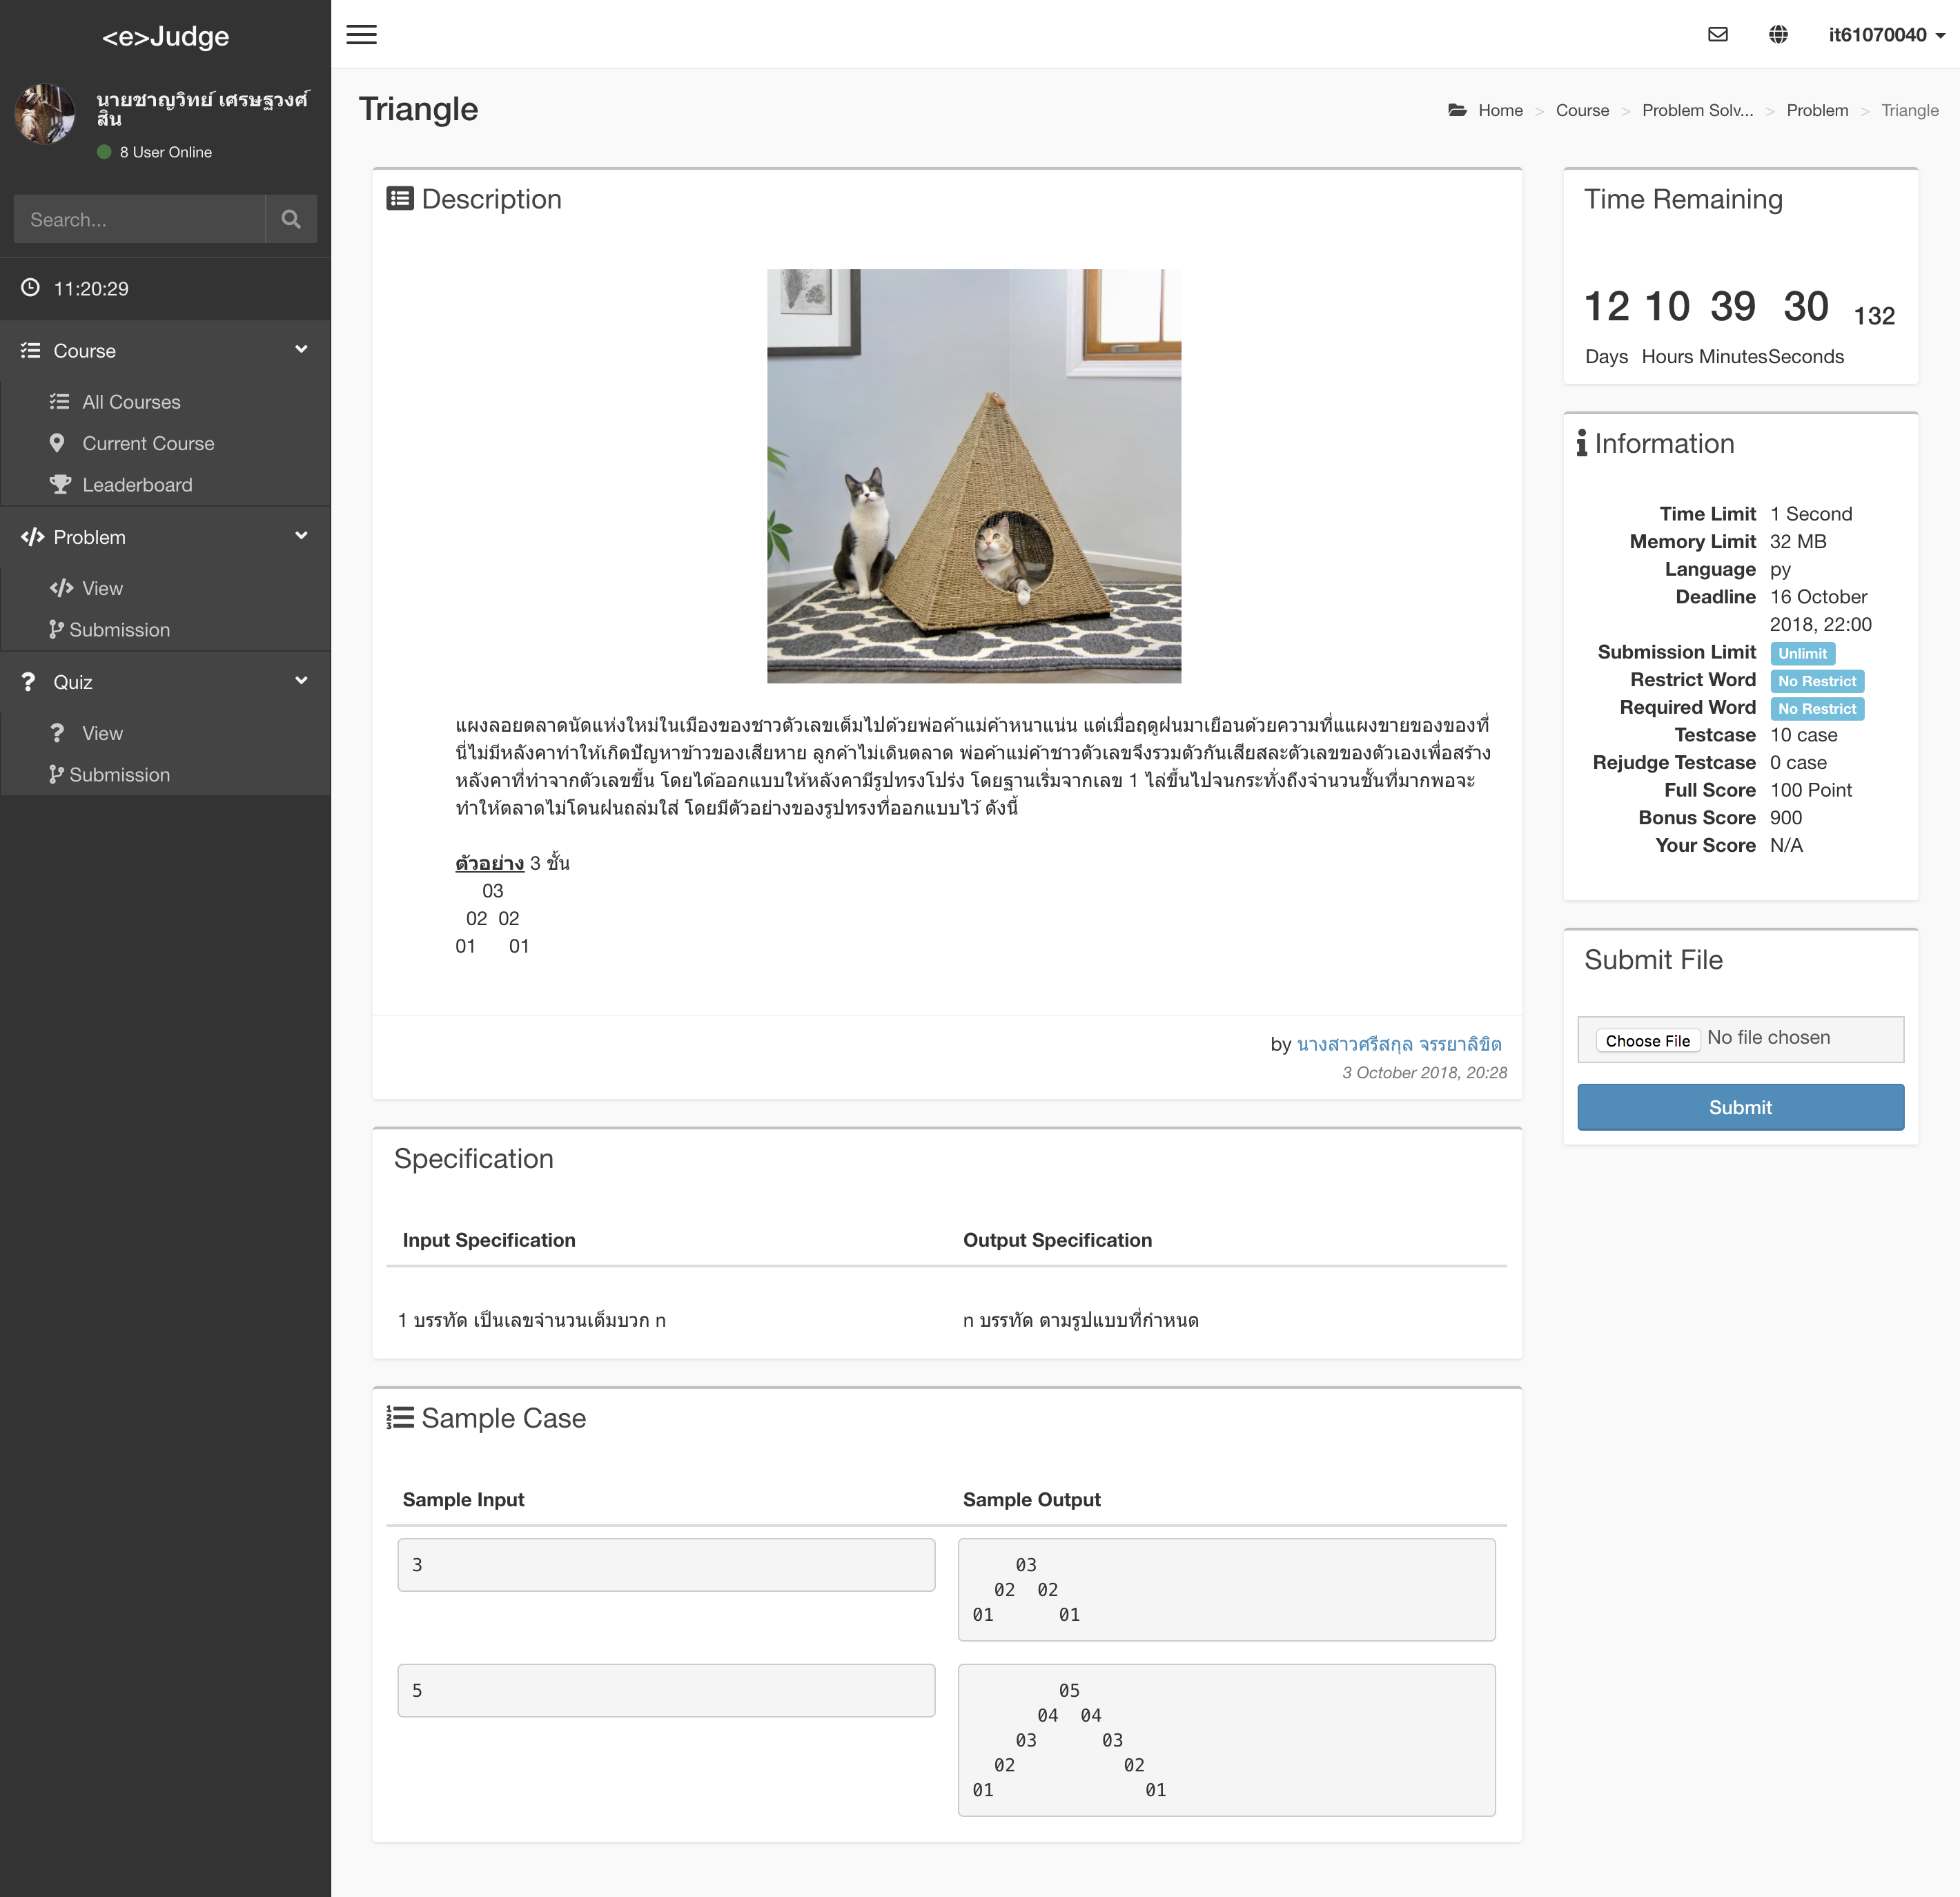 <e>Judge
it61070040
นายชาญวิทย์ เศรษฐวงศ์
สิน
8 User Online
Search...
11:20:29
Course
All Courses
Current Course
Leaderboard
Problem
View
Submission
Quiz
View
Submission
Triangle
Home > Course > Problem Solv... > Problem > Triangle
Description
แผงลอยตลาดนัดแห่งใหม่ในเมืองของชาวตัวเลขเต็มไปด้วยพ่อค้าแม่ค้าหนาแน่น แต่เมื่อฤดูฝนมาเยือนด้วยความที่แแผงขายของของที่
นี่ไม่มีหลังคาทำให้เกิดปัญหาข้าวของเสียหาย ลูกค้าไม่เดินตลาด พ่อค้าแม่ค้าชาวตัวเลขจึงรวมตัวกันเสียสละตัวเลขของตัวเองเพื่อสร้าง
หลังคาที่ทำจากตัวเลขขึ้น โดยได้ออกแบบให้หลังคามีรูปทรงโปร่ง โดยฐานเริ่มจากเลข 1 ไล่ขึ้นไปจนกระทั่งถึงจำนวนชั้นที่มากพอจะ
ทำให้ตลาดไม่โดนฝนถล่มใส่ โดยมีตัวอย่างของรูปทรงที่ออกแบบไว้ ดังนี้
ตัวอย่าง 3 ชั้น
03
02 02
01 01
by นางสาวศรีสกุล จรรยาลิขิต
3 October 2018, 20:28
Specification
Input Specification Output Specification
1 บรรทัด เป็นเลขจำนวนเต็มบวก n n บรรทัด ตามรูปแบบที่กำหนด
Sample Case
Sample Input Sample Output
3
03
02 02
01 01
5
05
04 04
03 03
02 02
01 01
Time Remaining
12 10 39 30 132
Days Hours Minutes Seconds
Information
Time Limit 1 Second
Memory Limit 32 MB
Language py
Deadline 16 October
2018, 22:00
Submission Limit Unlimit
Restrict Word No Restrict
Required Word No Restrict
Testcase 10 case
Rejudge Testcase 0 case
Full Score 100 Point
Bonus Score 900
Your Score N/A
Submit File
Choose File No file chosen
Submit